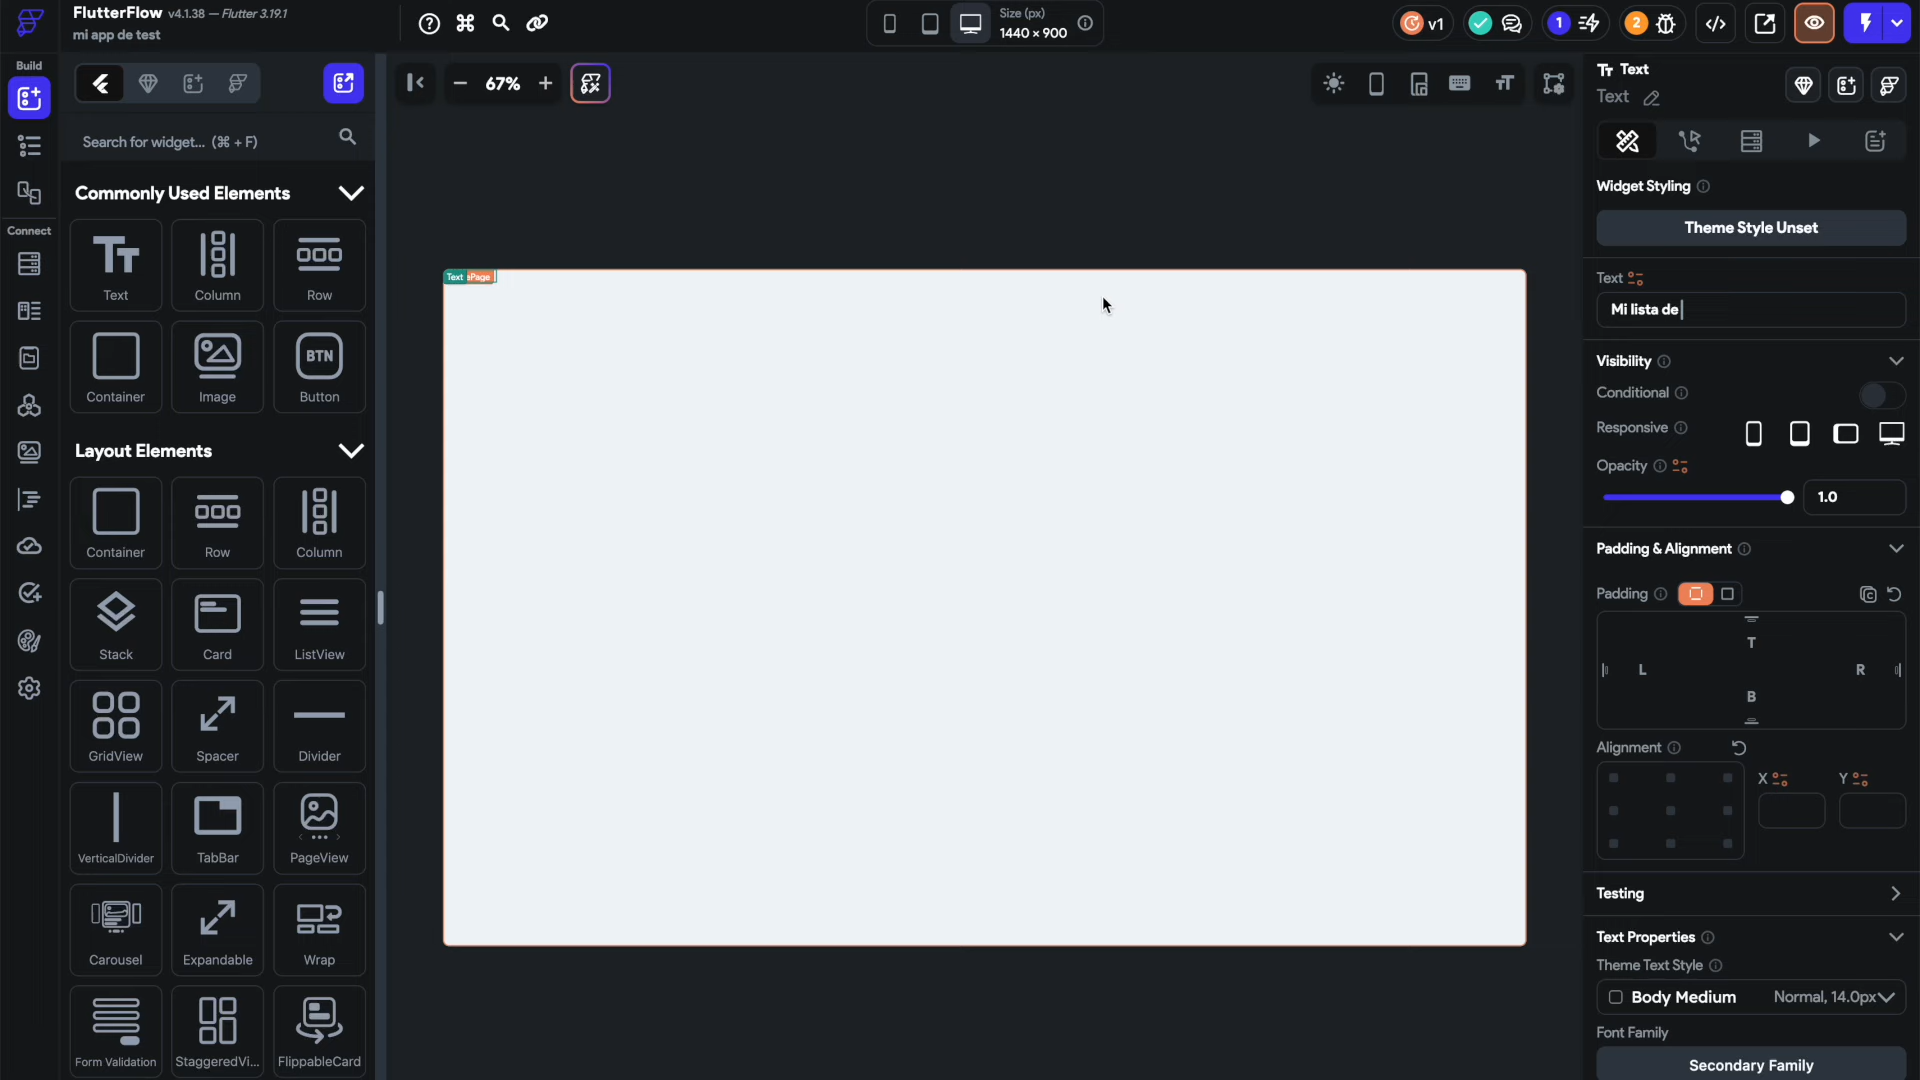 FlutterFlow v4.1.38 — Flutter 3.19.1
mi app de test
Size (px)
1440 × 900
v1
1
2
Build
Connect
Search for widget... (⌘ + F)
Commonly Used Elements
Text
Column
Row
BTN
Container
Image
Button
Layout Elements
Container
Row
Column
Stack
Card
ListView
GridView
Spacer
Divider
VerticalDivider
TabBar
PageView
Carousel
Expandable
Wrap
Form Validation
StaggeredVi...
FlippableCard
67%
Text ePage
Text
Text
Widget Styling
Theme Style Unset
Text
Mi lista de
Visibility
Conditional
Responsive
Opacity
1.0
Padding & Alignment
Padding
T
L
R
B
Alignment
X
Y
Testing
Text Properties
Theme Text Style
Body Medium
Normal, 14.0px
Font Family
Secondary Family